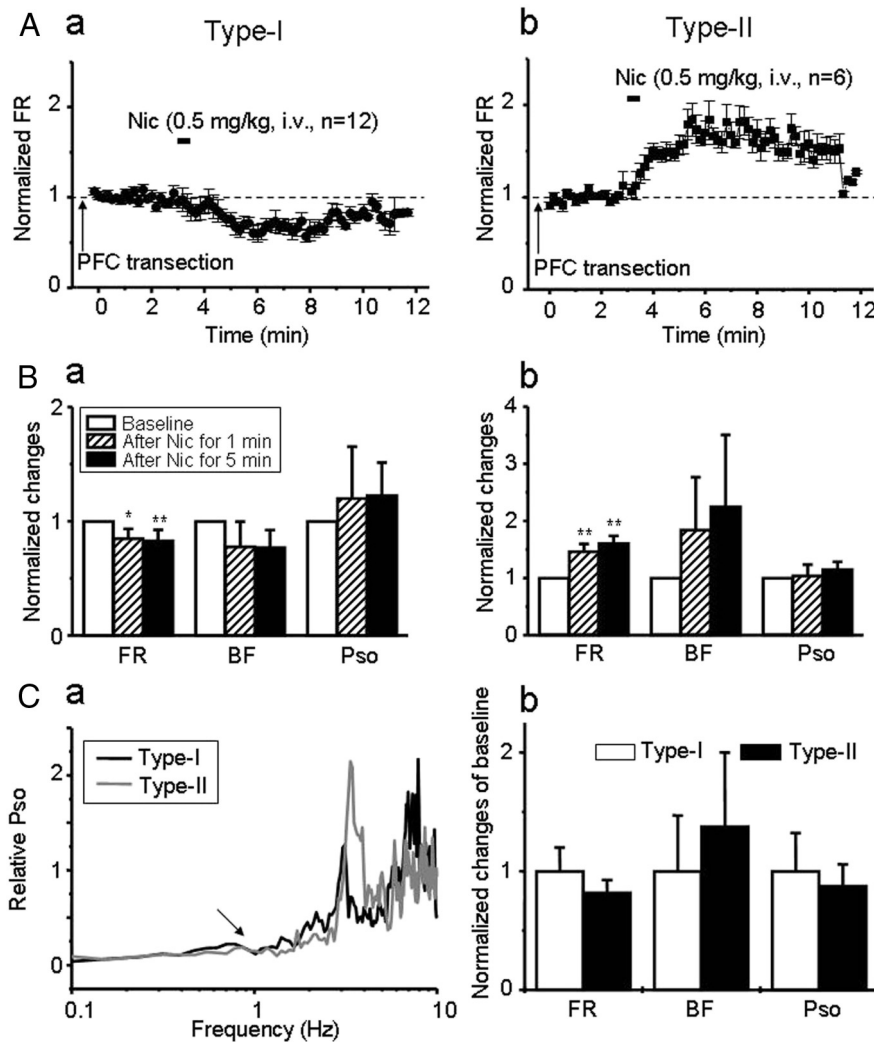 A
a
Type-I
b
Type-II
Normalized FR
2
1
0
Nic (0.5 mg/kg, i.v., n=12)
PFC transection
0 2 4 6 8 10 12
Time (min)
Normalized FR
2
1
0
Nic (0.5 mg/kg, i.v., n=6)
PFC transection
0 2 4 6 8 10 12
Time (min)
B
a
Normalized changes
2
1
0
Baseline
After Nic for 1 min
After Nic for 5 min
* **
FR BF Pso
b
Normalized changes
4
3
2
1
0
** **
FR BF Pso
C
a
Relative Pso
2
1
0
Type-I
Type-II
0.1 1 10
Frequency (Hz)
b
Normalized changes of baseline
2
1
0
Type-I Type-II
FR BF Pso